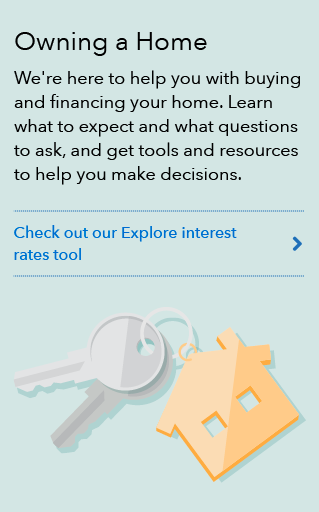 Owning a Home
We're here to help you with buying
and financing your home. Learn
what to expect and what questions
to ask, and get tools and resources
to help you make decisions.
Check out our Explore interest
rates tool